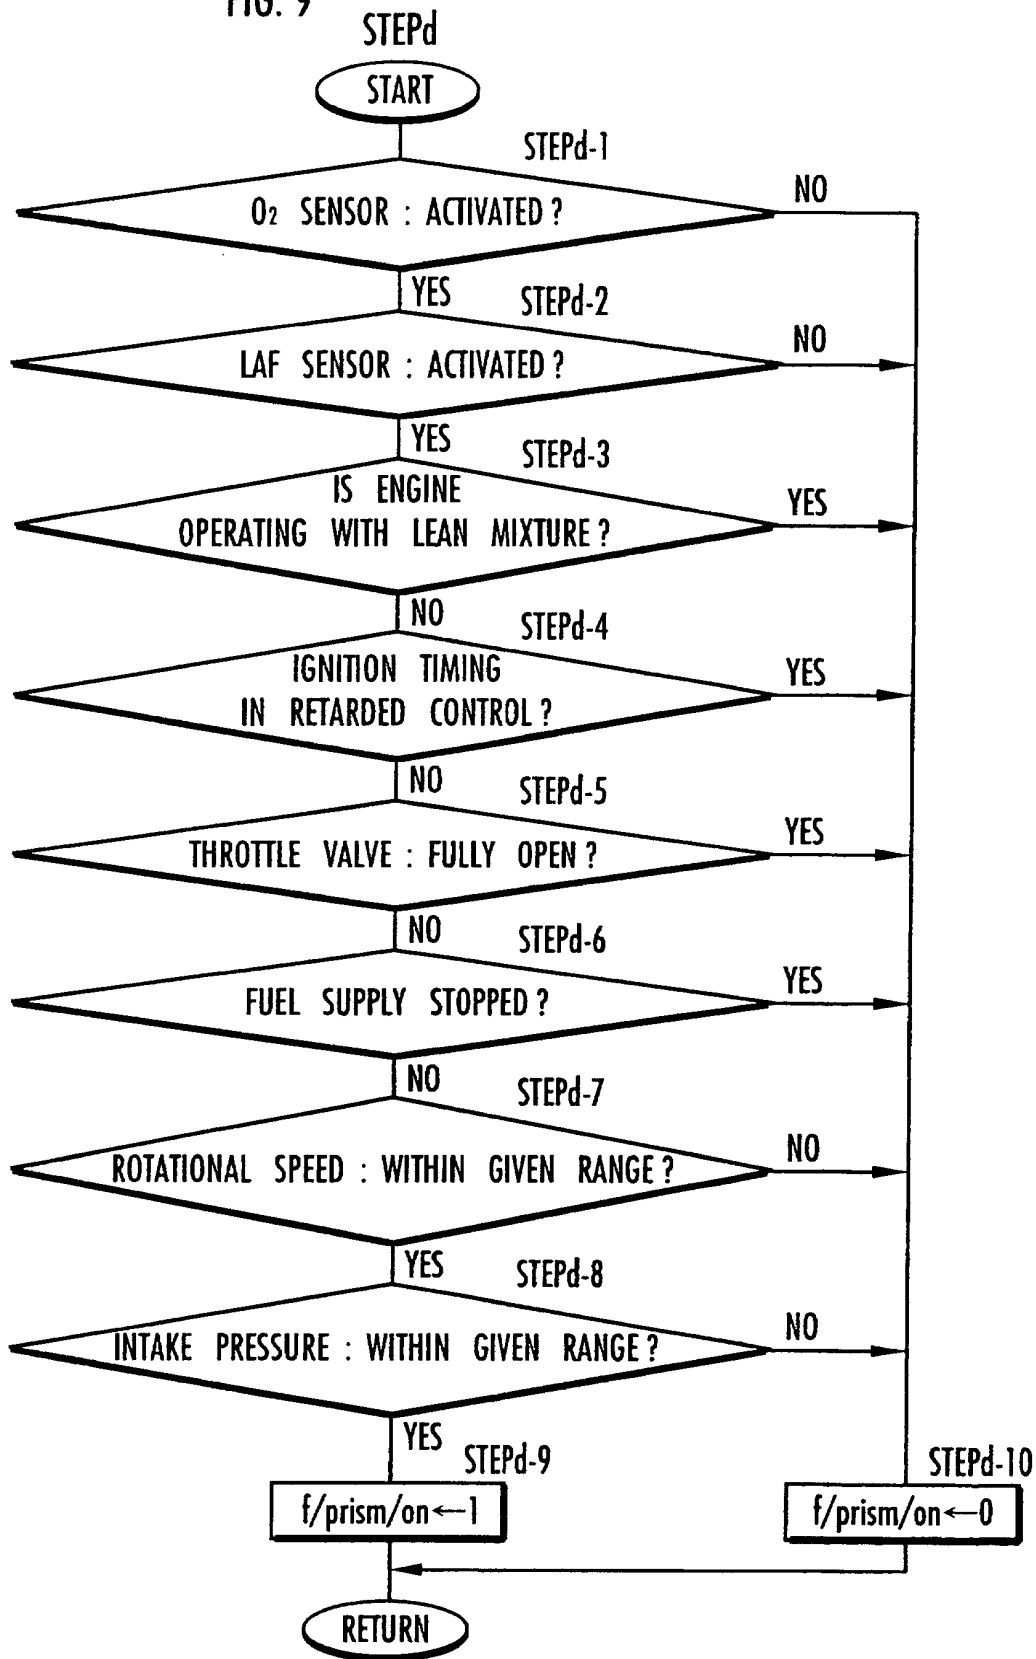 FIG. 9
STEPd
START
STEPd-1
O2 SENSOR : ACTIVATED ?
NO
YES
STEPd-2
LAF SENSOR : ACTIVATED ?
NO
YES
STEPd-3
IS ENGINE
OPERATING WITH LEAN MIXTURE ?
YES
NO
STEPd-4
IGNITION TIMING
IN RETARDED CONTROL ?
YES
NO
STEPd-5
THROTTLE VALVE : FULLY OPEN ?
YES
NO
STEPd-6
FUEL SUPPLY STOPPED ?
YES
NO
STEPd-7
ROTATIONAL SPEED : WITHIN GIVEN RANGE ?
NO
YES
STEPd-8
INTAKE PRESSURE : WITHIN GIVEN RANGE ?
NO
YES
STEPd-9
f/prism/on←1
STEPd-10
f/prism/on←0
RETURN